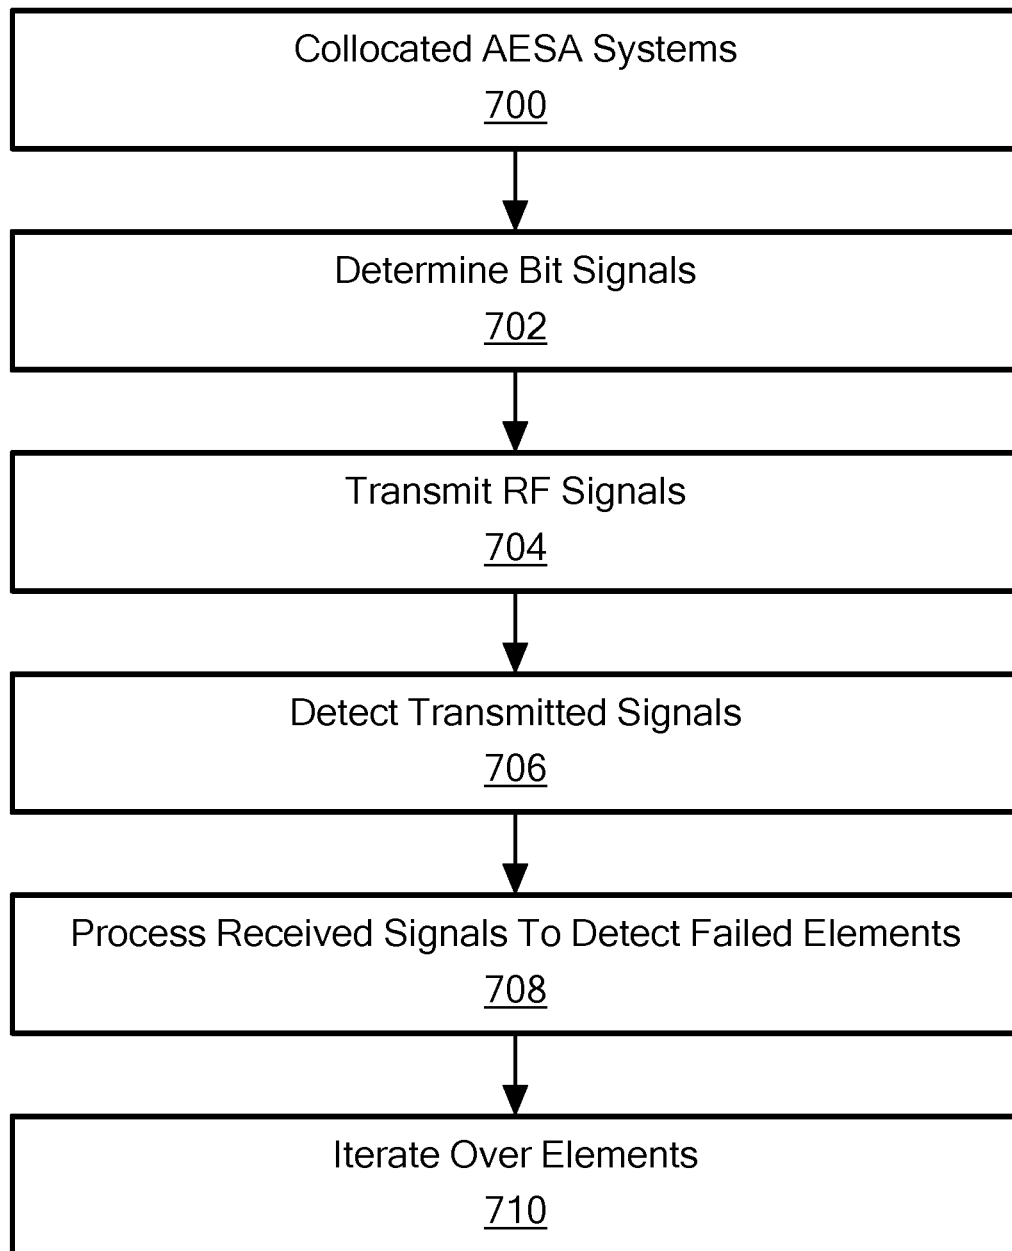 Collocated AESA Systems
700
Determine Bit Signals
702
Transmit RF Signals
704
Detect Transmitted Signals
706
Process Received Signals To Detect Failed Elements
708
Iterate Over Elements
710